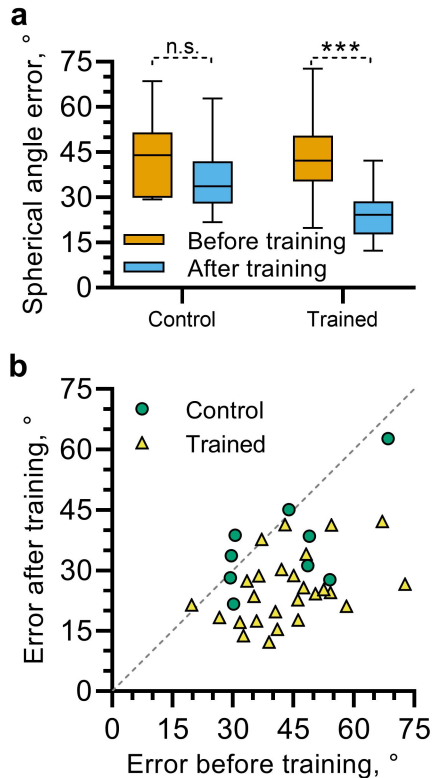 a
Spherical angle error, °
75
60
45
30
15
0
n.s.
***
Before training
After training
Control
Trained
b
Error after training, °
75
60
45
30
15
0
Control
Trained
0 15 30 45 60 75
Error before training, °